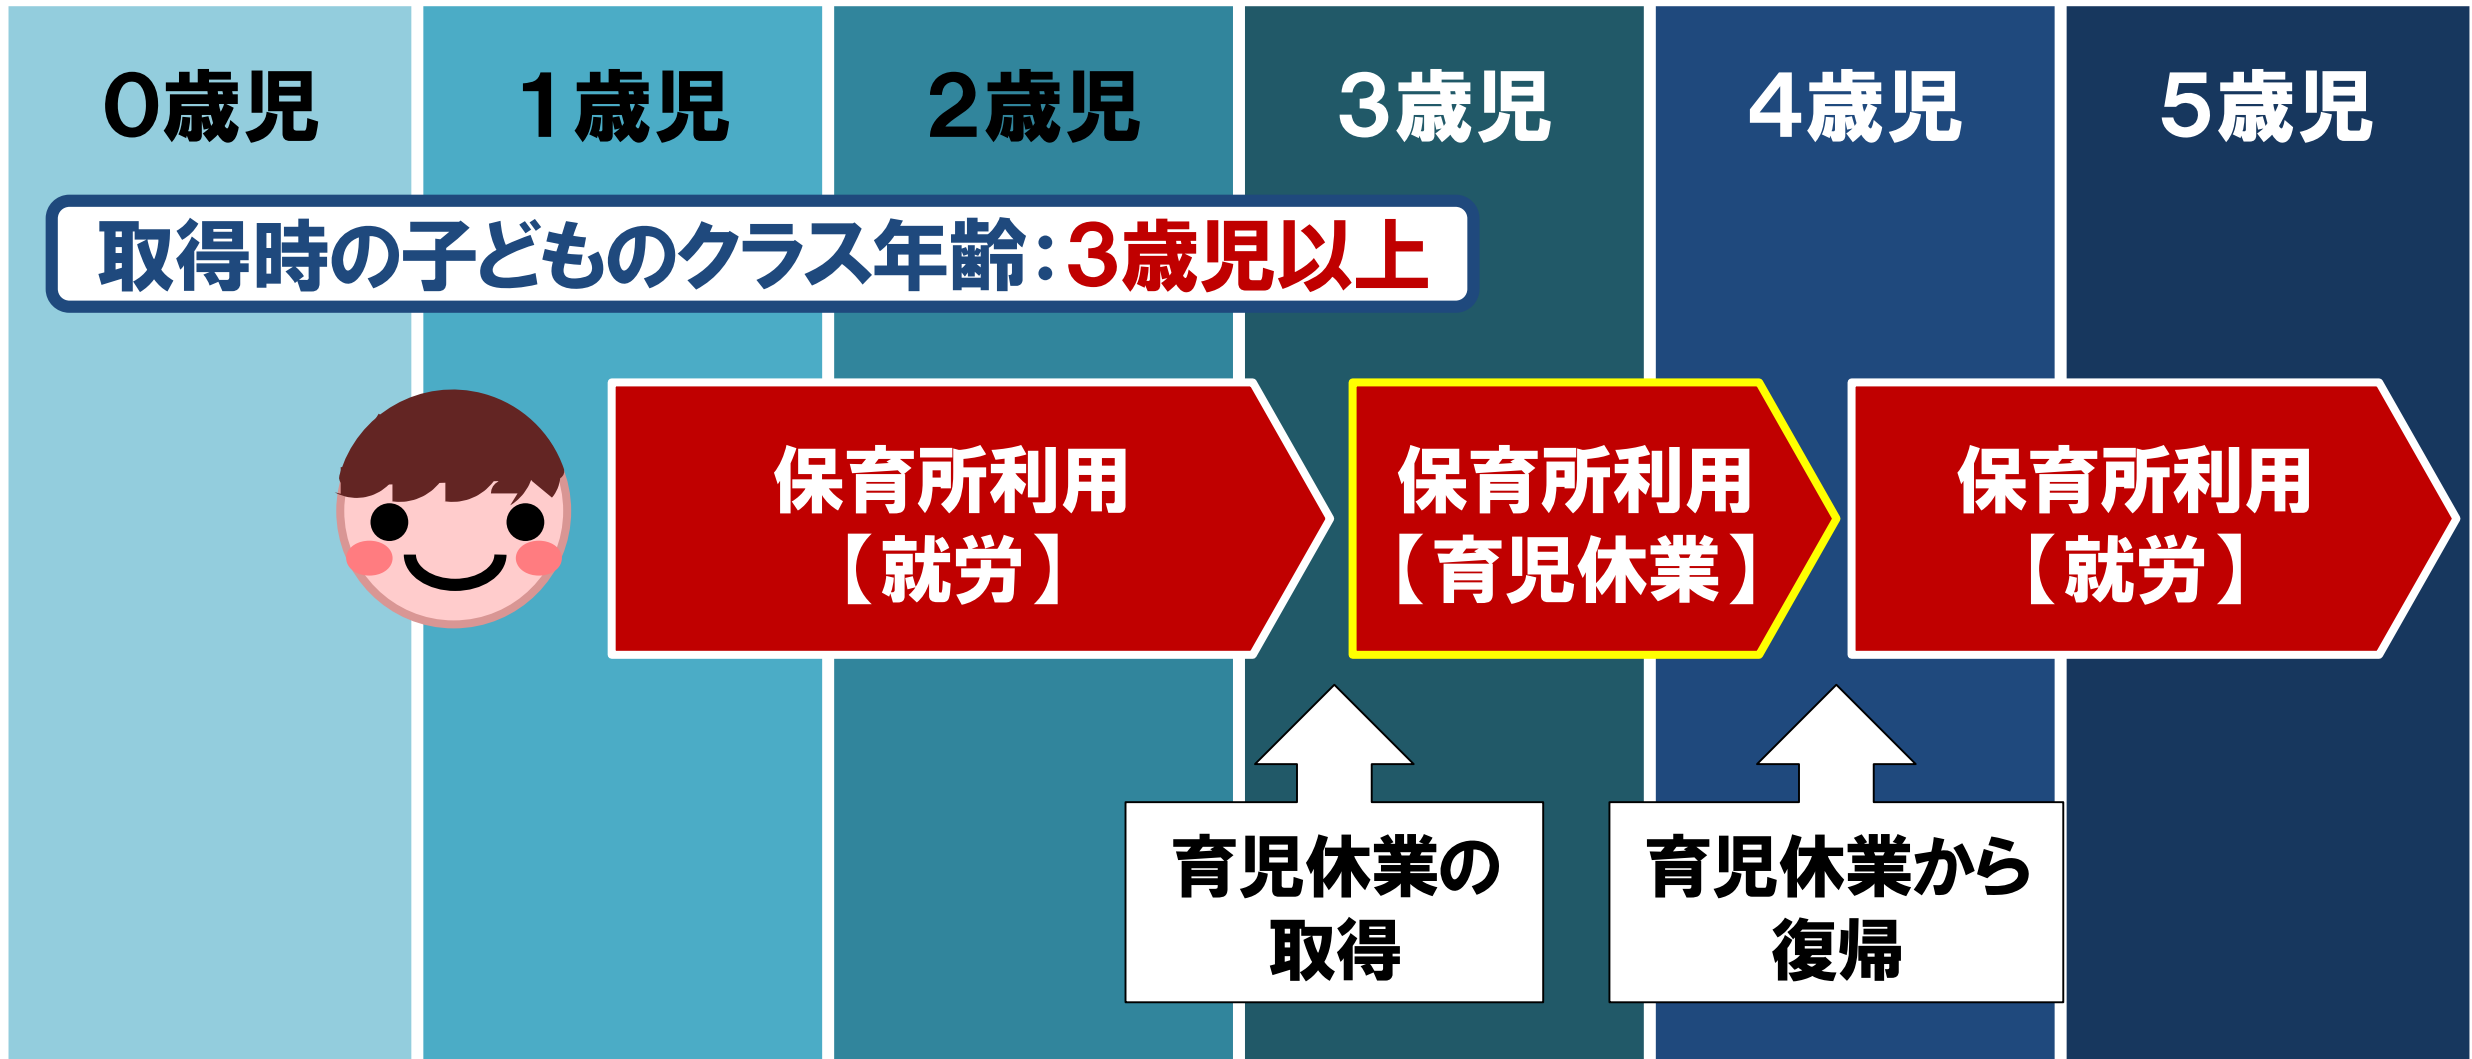 0歳児
1歳児
2歳児
3歳児
4歳児
5歳児
取得時の子どものクラス年齢：3歳児以上
保育所利用
【就労】
保育所利用
【育児休業】
保育所利用
【就労】
育児休業の
取得
育児休業から
復帰